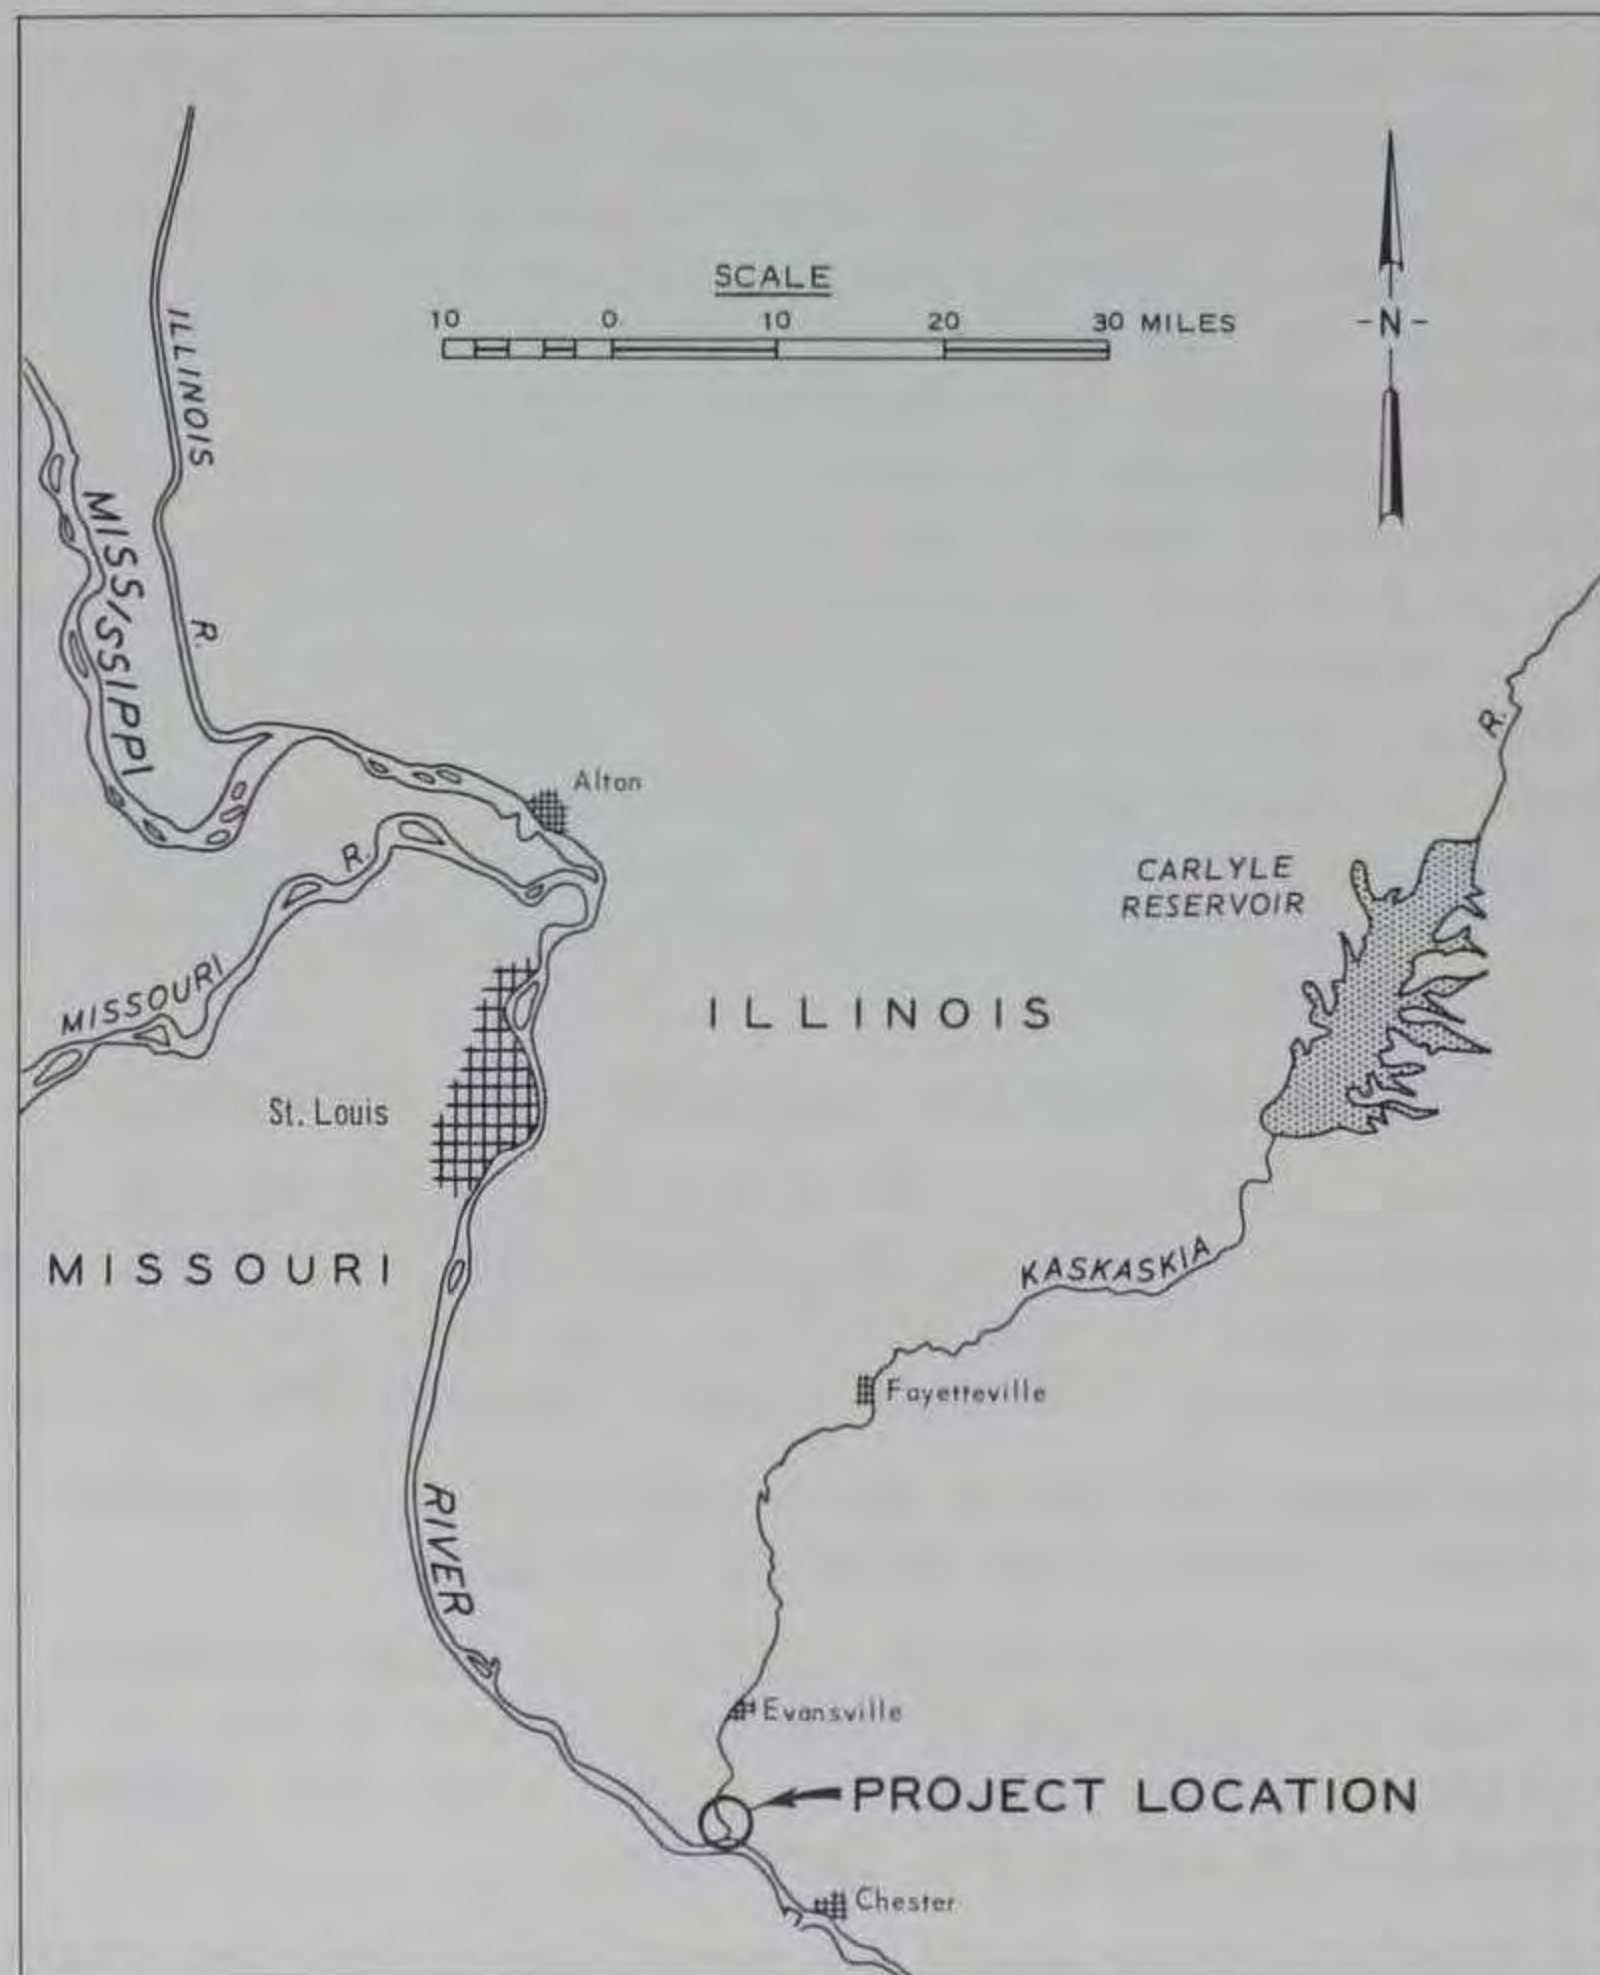 SCALE
10 0 10 20 30 MILES
-N-
ILLINOIS
R.
MISSISSIPPI
R.
Alton
R.
CARLYLE
RESERVOIR
MISSOURI
ILLINOIS
St. Louis
MISSOURI
KASKASKIA
Fayetteville
RIVER
Evansville
PROJECT LOCATION
Chester